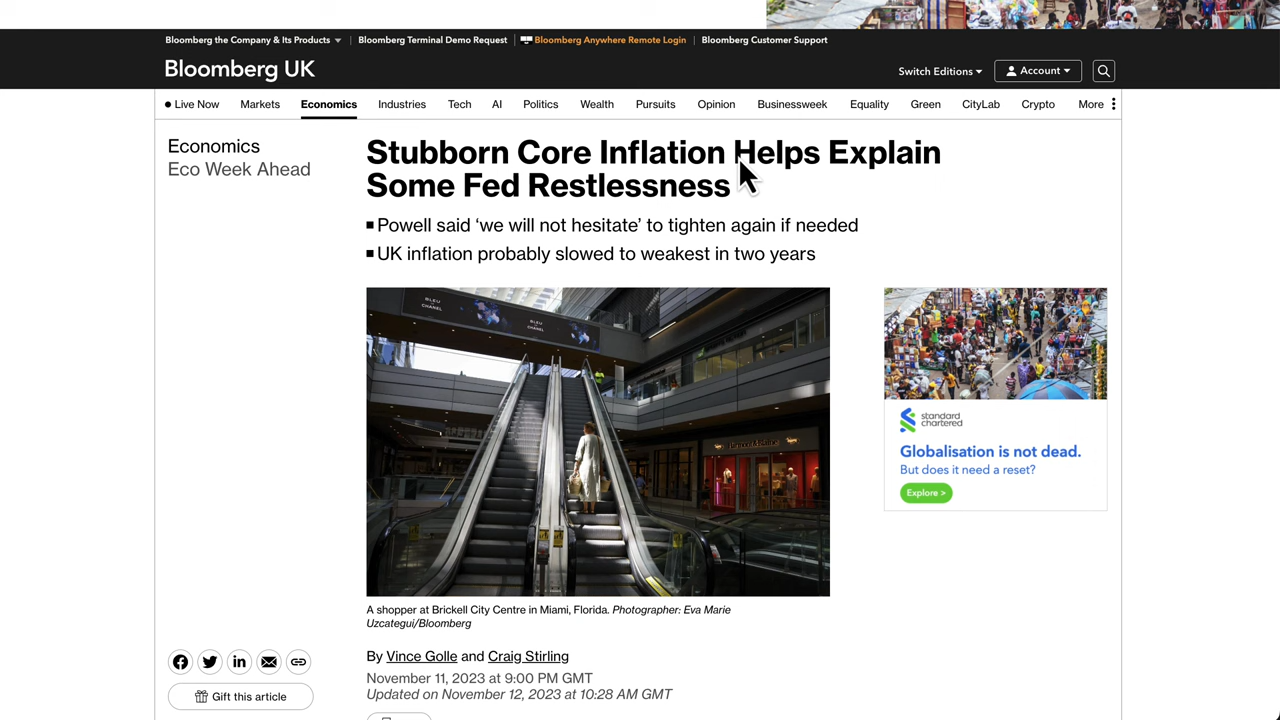 Bloomberg the Company & Its Products
Bloomberg Terminal Demo Request
Bloomberg Anywhere Remote Login
Bloomberg Customer Support
Bloomberg UK
Switch Editions
Account
Live Now
Markets
Economics
Industries
Tech
AI
Politics
Wealth
Pursuits
Opinion
Businessweek
Equality
Green
CityLab
Crypto
More
Economics
Eco Week Ahead
Stubborn Core Inflation Helps Explain
Some Fed Restlessness
Powell said ‘we will not hesitate’ to tighten again if needed
UK inflation probably slowed to weakest in two years
BLEU DE
CHANEL
BLEU DE
CHANEL
standard
chartered
Globalisation is not dead.
But does it need a reset?
Explore >
A shopper at Brickell City Centre in Miami, Florida. Photographer: Eva Marie
Uzcategui/Bloomberg
By Vince Golle and Craig Stirling
November 11, 2023 at 9:00 PM GMT
Updated on November 12, 2023 at 10:28 AM GMT
Gift this article